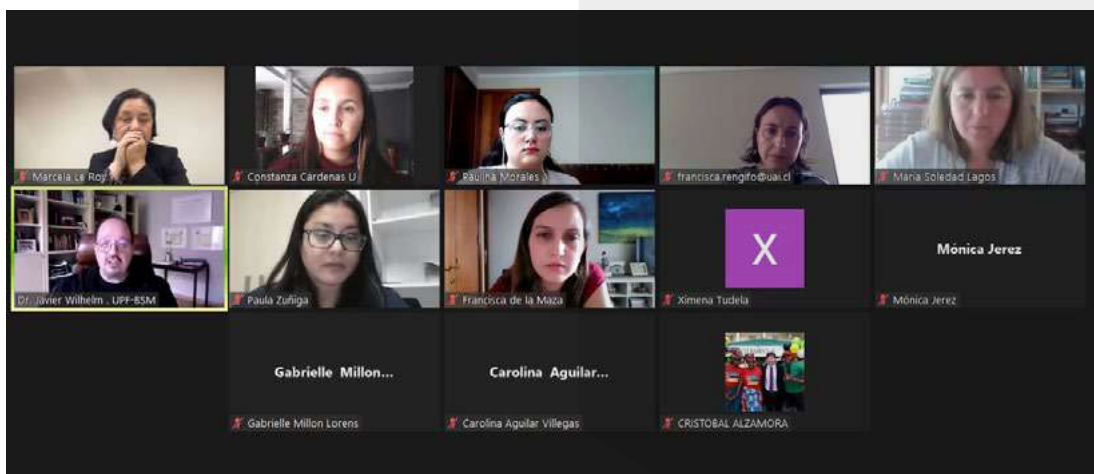 Marcela Le Roy
Constanza Cárdenas U
Paulina Morales
francisca.rengifo@uai.cl
María Soledad Lagos
Dr. Javier Wilhelm . UPF-BSM
Paula Zuñiga
Francisca de la Maza
X
Ximena Tudela
Mónica Jerez
Mónica Jerez
Gabrielle Millon...
Gabrielle Millon Lorens
Carolina Aguilar...
Carolina Aguilar Villegas
CRISTOBAL ALZAMORA